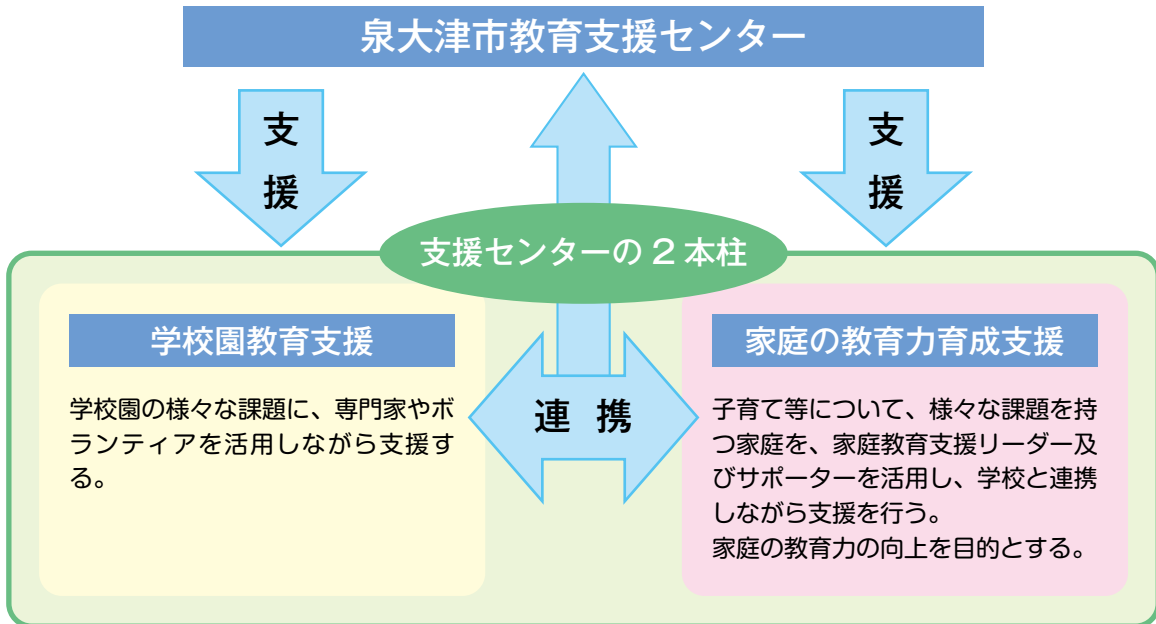 泉大津市教育支援センター
支援
支援
支援センターの2本柱
学校園教育支援
学校園の様々な課題に、専門家やボ
ランティアを活用しながら支援す
る。
連携
家庭の教育力育成支援
子育て等について、様々な課題を持
つ家庭を、家庭教育支援リーダー及
びサポーターを活用し、学校と連携
しながら支援を行う。
家庭の教育力の向上を目的とする。